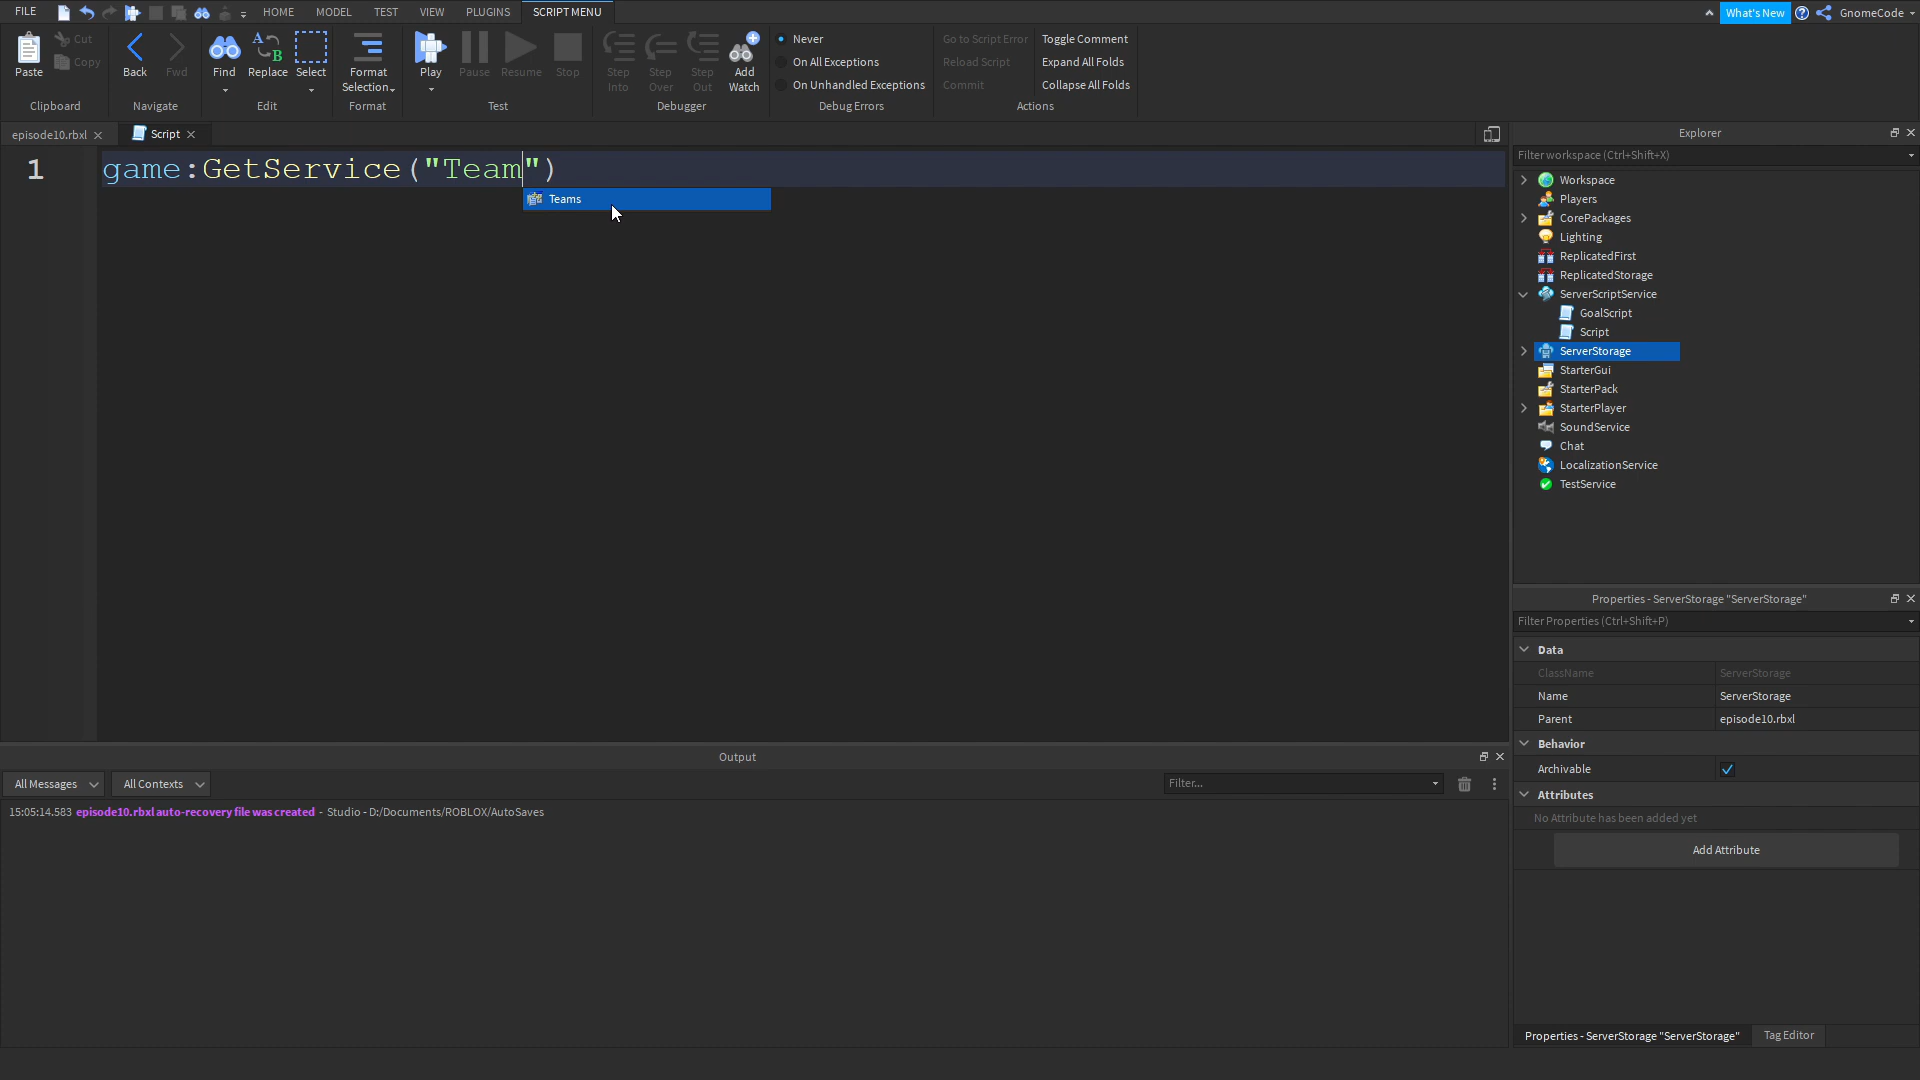 FILE HOME MODEL TEST VIEW PLUGINS SCRIPT MENU What's New GnomeCode
Paste Cut Copy Clipboard
Back Fwd Navigate
Find Replace Select Edit
Format Selection Format
Play Pause Resume Stop Test
Step Into Step Over Step Out Add Watch Debugger
Never
On All Exceptions
On Unhandled Exceptions
Debug Errors
Go to Script Error Toggle Comment
Reload Script Expand All Folds
Commit Collapse All Folds
Actions
episode10.rbxl Script
1 game:GetService("Team")
Teams
Output
All Messages All Contexts Filter...
15:05:14.583 episode10.rbxl auto-recovery file was created - Studio - D:/Documents/ROBLOX/AutoSaves
Explorer
Filter workspace (Ctrl+Shift+X)
Workspace
Players
CorePackages
Lighting
ReplicatedFirst
ReplicatedStorage
ServerScriptService
GoalScript
Script
ServerStorage
StarterGui
StarterPack
StarterPlayer
SoundService
Chat
LocalizationService
TestService
Properties - ServerStorage "ServerStorage"
Filter Properties (Ctrl+Shift+P)
Data
ClassName ServerStorage
Name ServerStorage
Parent episode10.rbxl
Behavior
Archivable
Attributes
No Attribute has been added yet
Add Attribute
Properties - ServerStorage "ServerStorage" Tag Editor